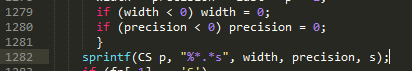 1279 if (width < 0) width = 0;
1280 if (precision < 0) precision = 0;
1281 }
1282 sprintf(CS p, "%*.*s", width, precision, s);